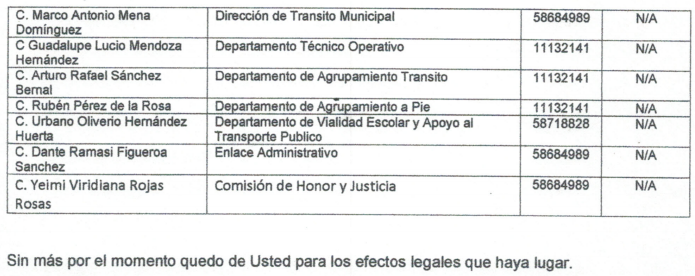 C. Marco Antonio Mena Domínguez Dirección de Transito Municipal 58684989 N/A
C Guadalupe Lucio Mendoza Hernández Departamento Técnico Operativo 11132141 N/A
C. Arturo Rafael Sánchez Bernal Departamento de Agrupamiento Transito 11132141 N/A
C. Rubén Pérez de la Rosa Departamento de Agrupamiento a Pie 11132141 N/A
C. Urbano Oliverio Hernández Huerta Departamento de Vialidad Escolar y Apoyo al Transporte Publico 58718828 N/A
C. Dante Ramasi Figueroa Sanchez Enlace Administrativo 58684989 N/A
C. Yeimi Viridiana Rojas Rosas Comisión de Honor y Justicia 58684989 N/A
Sin más por el momento quedo de Usted para los efectos legales que haya lugar.